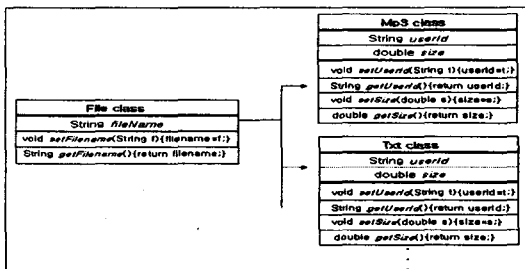 File class
String fileName
void setFilename(String f){filename=f;}
String getFilename(){return filename;}
Mp3 class
String userId
double size
void setUserId(String t){userId=t;}
String getUserId(){return userId;}
void setSize(double s){size=s;}
double getSize(){return size;}
Txt class
String userId
double size
void setUserId(String t){userId=t;}
String getUserId(){return userId;}
void setSize(double s){size=s;}
double getSize(){return size;}